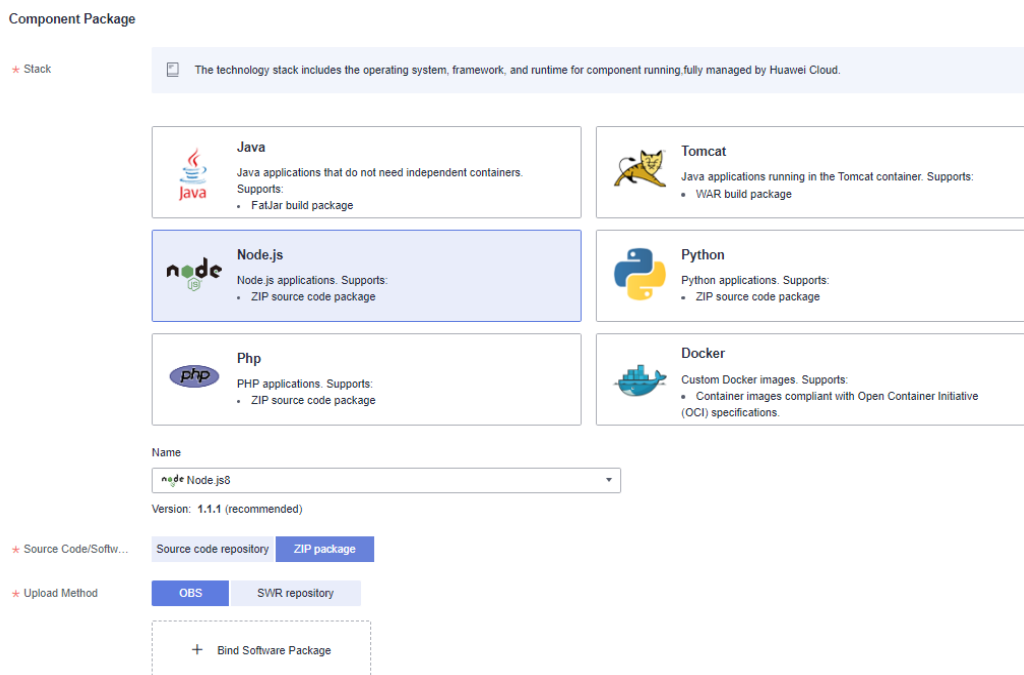 Component Package
* Stack
The technology stack includes the operating system, framework, and runtime for component running,fully managed by Huawei Cloud.
Java
Java
Java applications that do not need independent containers.
Supports:
• FatJar build package
Tomcat
Java applications running in the Tomcat container. Supports:
• WAR build package
node
JS
Node.js
Node.js applications. Supports:
• ZIP source code package
Python
Python applications. Supports:
• ZIP source code package
php
Php
PHP applications. Supports:
• ZIP source code package
Docker
Custom Docker images. Supports:
• Container images compliant with Open Container Initiative
(OCI) specifications.
Name
node Node.js8
Version: 1.1.1 (recommended)
* Source Code/Softw... Source code repository ZIP package
* Upload Method OBS SWR repository
+ Bind Software Package